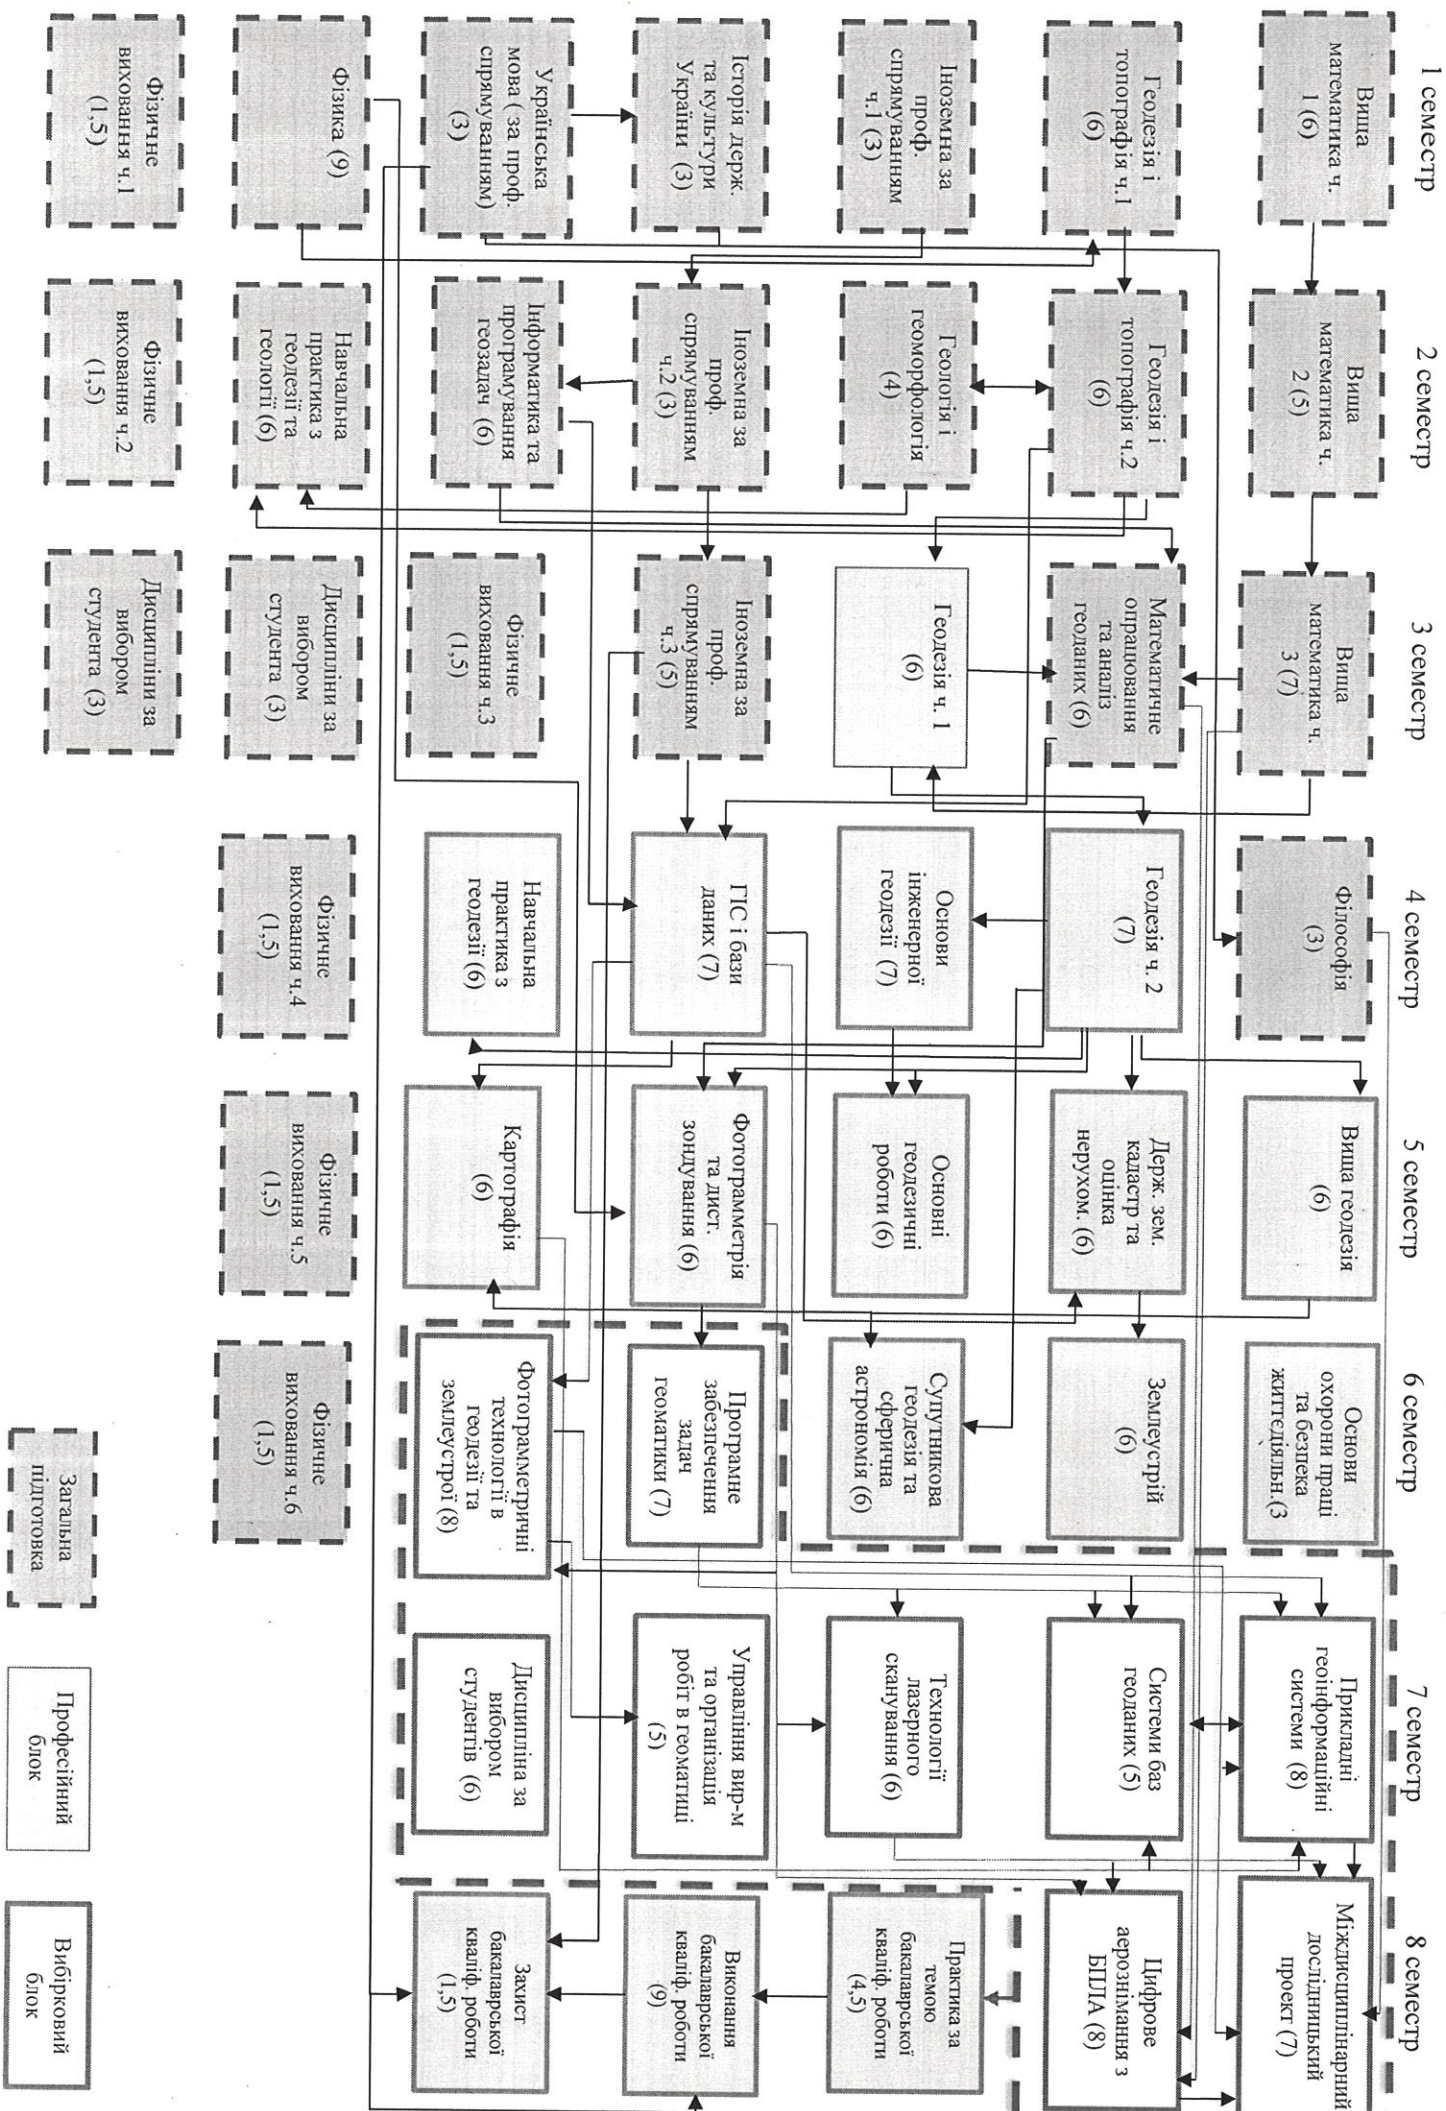 1 семестр
Вища
математика ч.
1 (6)
Геодезія і
топографія ч.1
(6)
Іноземна за
проф.
спрямуванням
ч.1 (3)
Історія держ.
та культури
України (3)
Українська
мова ( за проф.
спрямуванням)
(3)
Фізика (9)
Фізичне
виховання ч.1
(1,5)
2 семестр
Вища
математика ч.
2 (5)
Геодезія і
топографія ч.2
(6)
Геологія і
геоморфологія
(4)
Іноземна за
проф.
спрямуванням
ч.2 (3)
Інформатика та
програмування
геозадач (6)
Навчальна
практика з
геодезії та
геології (6)
Фізичне
виховання ч.2
(1,5)
3 семестр
Вища
математика ч.
3 (7)
Математичне
опрацювання
та аналіз
геоданих (6)
Геодезія ч. 1
(6)
Іноземна за
проф.
спрямуванням
ч.3 (5)
Фізичне
виховання ч.3
(1,5)
Дисципліни за
вибором
студента (3)
Дисципліни за
вибором
студента (3)
4 семестр
Філософія
(3)
Геодезія ч. 2
(7)
Основи
інженерної
геодезії (7)
ГІС і бази
даних (7)
Навчальна
практика з
геодезії (6)
Фізичне
виховання ч.4
(1,5)
5 семестр
Вища геодезія
(6)
Держ. зем.
кадастр та
оцінка
нерухом. (6)
Основні
геодезичні
роботи (6)
Фотограмметрія
та дист.
зондування (6)
Картографія
(6)
Фізичне
виховання ч.5
(1,5)
6 семестр
Основи
охорони праці
та безпека
життєдіяльн.(3
Землеустрій
(6)
Супутникова
геодезія та
сферична
астрономія (6)
Програмне
забезпечення
задач
геоматики (7)
Фотограмметричні
технології в
геодезії та
землеустрої (8)
Фізичне
виховання ч.6
(1,5)
7 семестр
Прикладні
геоінформаційні
системи (8)
Системи баз
геоданих (5)
Технології
лазерного
сканування (6)
Управління вир-м
та організація
робіт в геоматиці
(5)
Дисципліна за
вибором
студентів (6)
8 семестр
Міждисциплінарний
дослідницький
проект (7)
Цифрове
аерознімання з
БПЛА (8)
Практика за
темою
бакалаврської
кваліф. роботи
(4,5)
Виконання
бакалаврської
кваліф. роботи
(9)
Захист
бакалаврської
кваліф. роботи
(1,5)
Загальна
підготовка
Професійний
блок
Вибірковий
блок